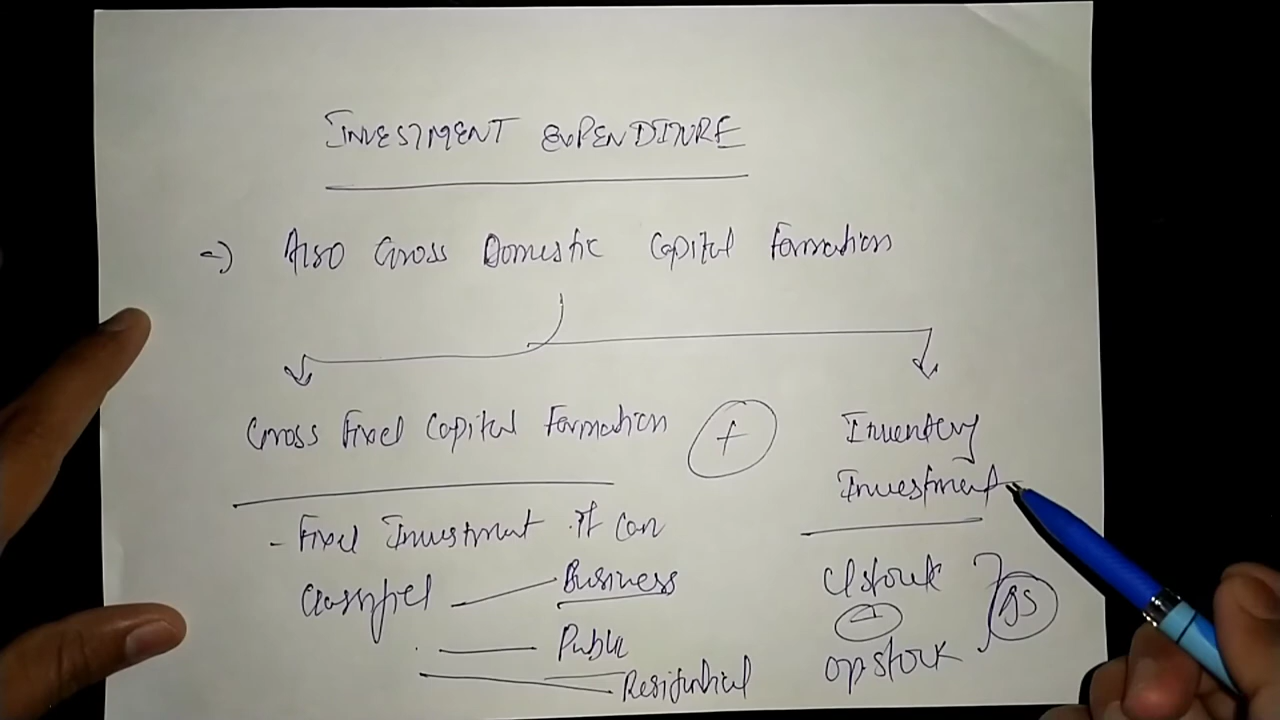 INVESTMENT EXPENDITURE
=) Also Gross Domestic Capital Formation
Gross Fixed Capital Formation
+
Inventory
Investment
- Fixed Investment it can
Classified
Business
Public
Residential
Cl stock
-
op stock